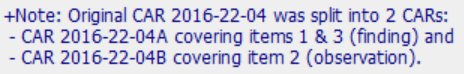 +Note: Original CAR 2016-22-04 was split into 2 CARs:
- CAR 2016-22-04A covering items 1 & 3 (finding) and
- CAR 2016-22-04B covering item 2 (observation).